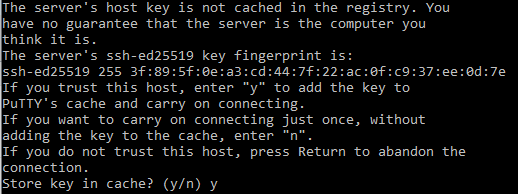 The server's host key is not cached in the registry. You
have no guarantee that the server is the computer you
think it is.
The server's ssh-ed25519 key fingerprint is:
ssh-ed25519 255 3f:89:5f:0e:a3:cd:44:7f:22:ac:0f:c9:37:ee:0d:7e
If you trust this host, enter "y" to add the key to
PuTTY's cache and carry on connecting.
If you want to carry on connecting just once, without
adding the key to the cache, enter "n".
If you do not trust this host, press Return to abandon the
connection.
Store key in cache? (y/n) y